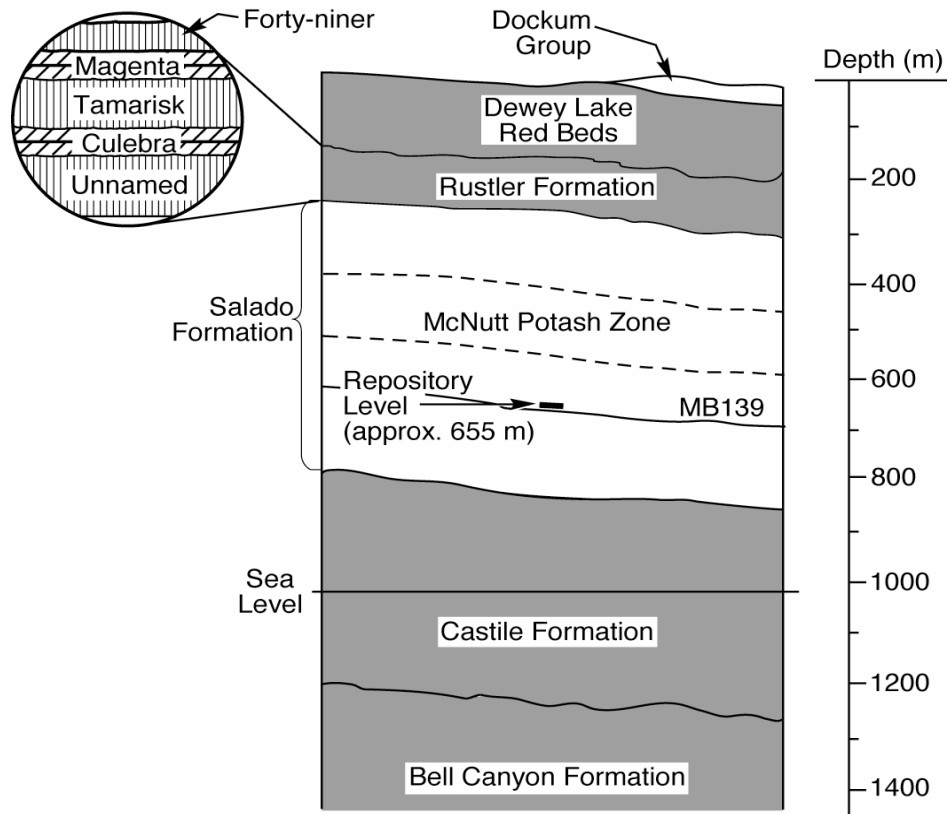 Forty-niner
Magenta
Tamarisk
Culebra
Unnamed
Dockum
Group
Depth (m)
Dewey Lake
Red Beds
200
Rustler Formation
400
Salado
Formation
McNutt Potash Zone
600
Repository
Level
(approx. 655 m)
MB139
800
Sea
Level
1000
Castile Formation
1200
Bell Canyon Formation
1400